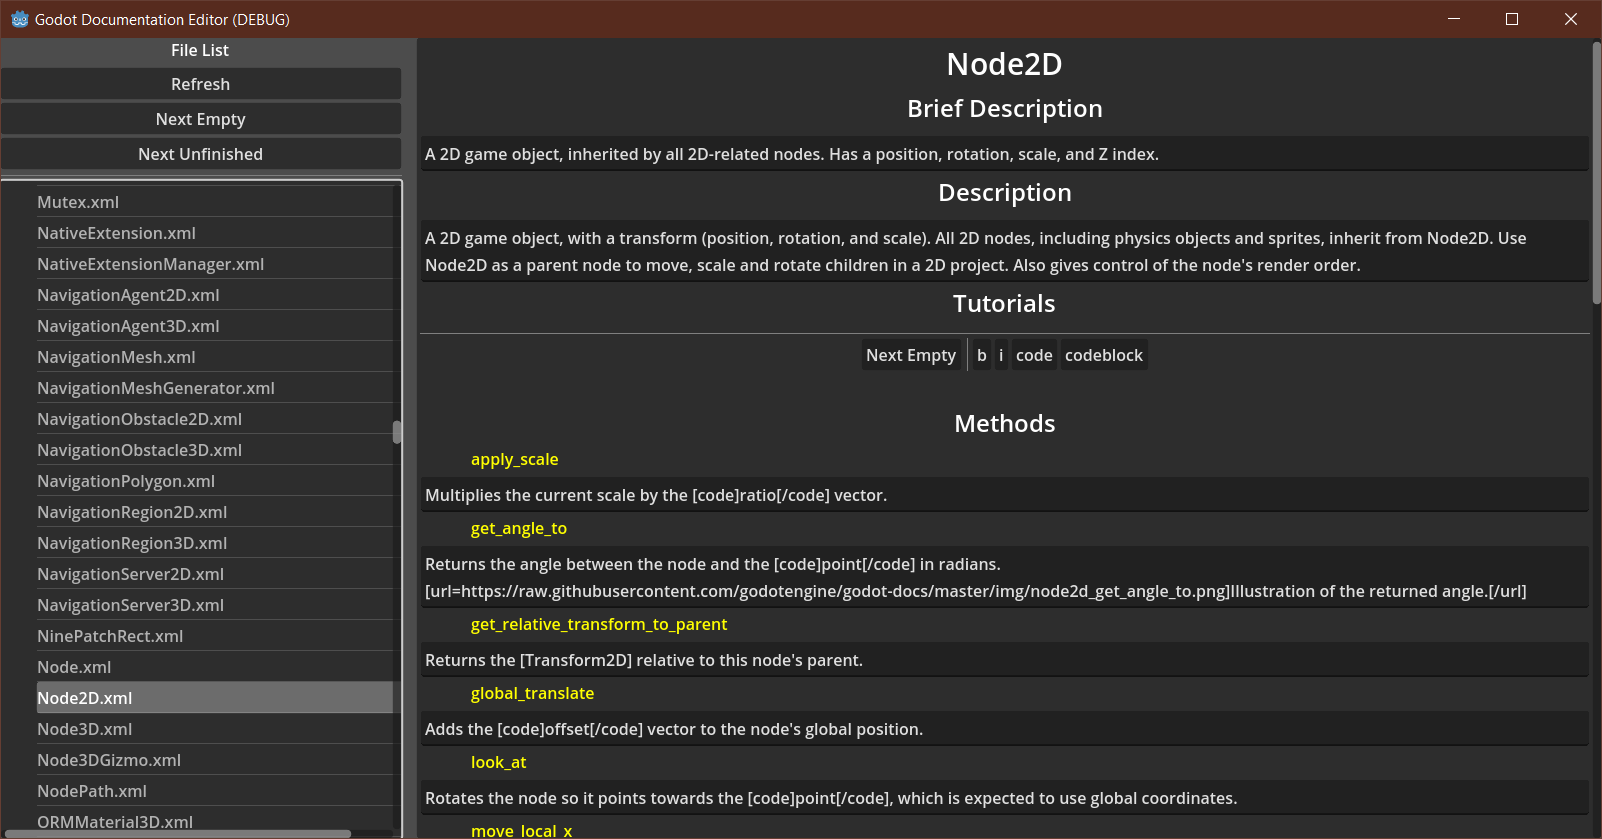 Godot Documentation Editor (DEBUG)
File List
Refresh
Next Empty
Next Unfinished
Mutex.xml
NativeExtension.xml
NativeExtensionManager.xml
NavigationAgent2D.xml
NavigationAgent3D.xml
NavigationMesh.xml
NavigationMeshGenerator.xml
NavigationObstacle2D.xml
NavigationObstacle3D.xml
NavigationPolygon.xml
NavigationRegion2D.xml
NavigationRegion3D.xml
NavigationServer2D.xml
NavigationServer3D.xml
NinePatchRect.xml
Node.xml
Node2D.xml
Node3D.xml
Node3DGizmo.xml
NodePath.xml
ORMMaterial3D.xml
Node2D
Brief Description
A 2D game object, inherited by all 2D-related nodes. Has a position, rotation, scale, and Z index.
Description
A 2D game object, with a transform (position, rotation, and scale). All 2D nodes, including physics objects and sprites, inherit from Node2D. Use
Node2D as a parent node to move, scale and rotate children in a 2D project. Also gives control of the node's render order.
Tutorials
Next Empty b i code codeblock
Methods
apply_scale
Multiplies the current scale by the [code]ratio[/code] vector.
get_angle_to
Returns the angle between the node and the [code]point[/code] in radians.
[url=https://raw.githubusercontent.com/godotengine/godot-docs/master/img/node2d_get_angle_to.png]Illustration of the returned angle.[/url]
get_relative_transform_to_parent
Returns the [Transform2D] relative to this node's parent.
global_translate
Adds the [code]offset[/code] vector to the node's global position.
look_at
Rotates the node so it points towards the [code]point[/code], which is expected to use global coordinates.
move_local_x